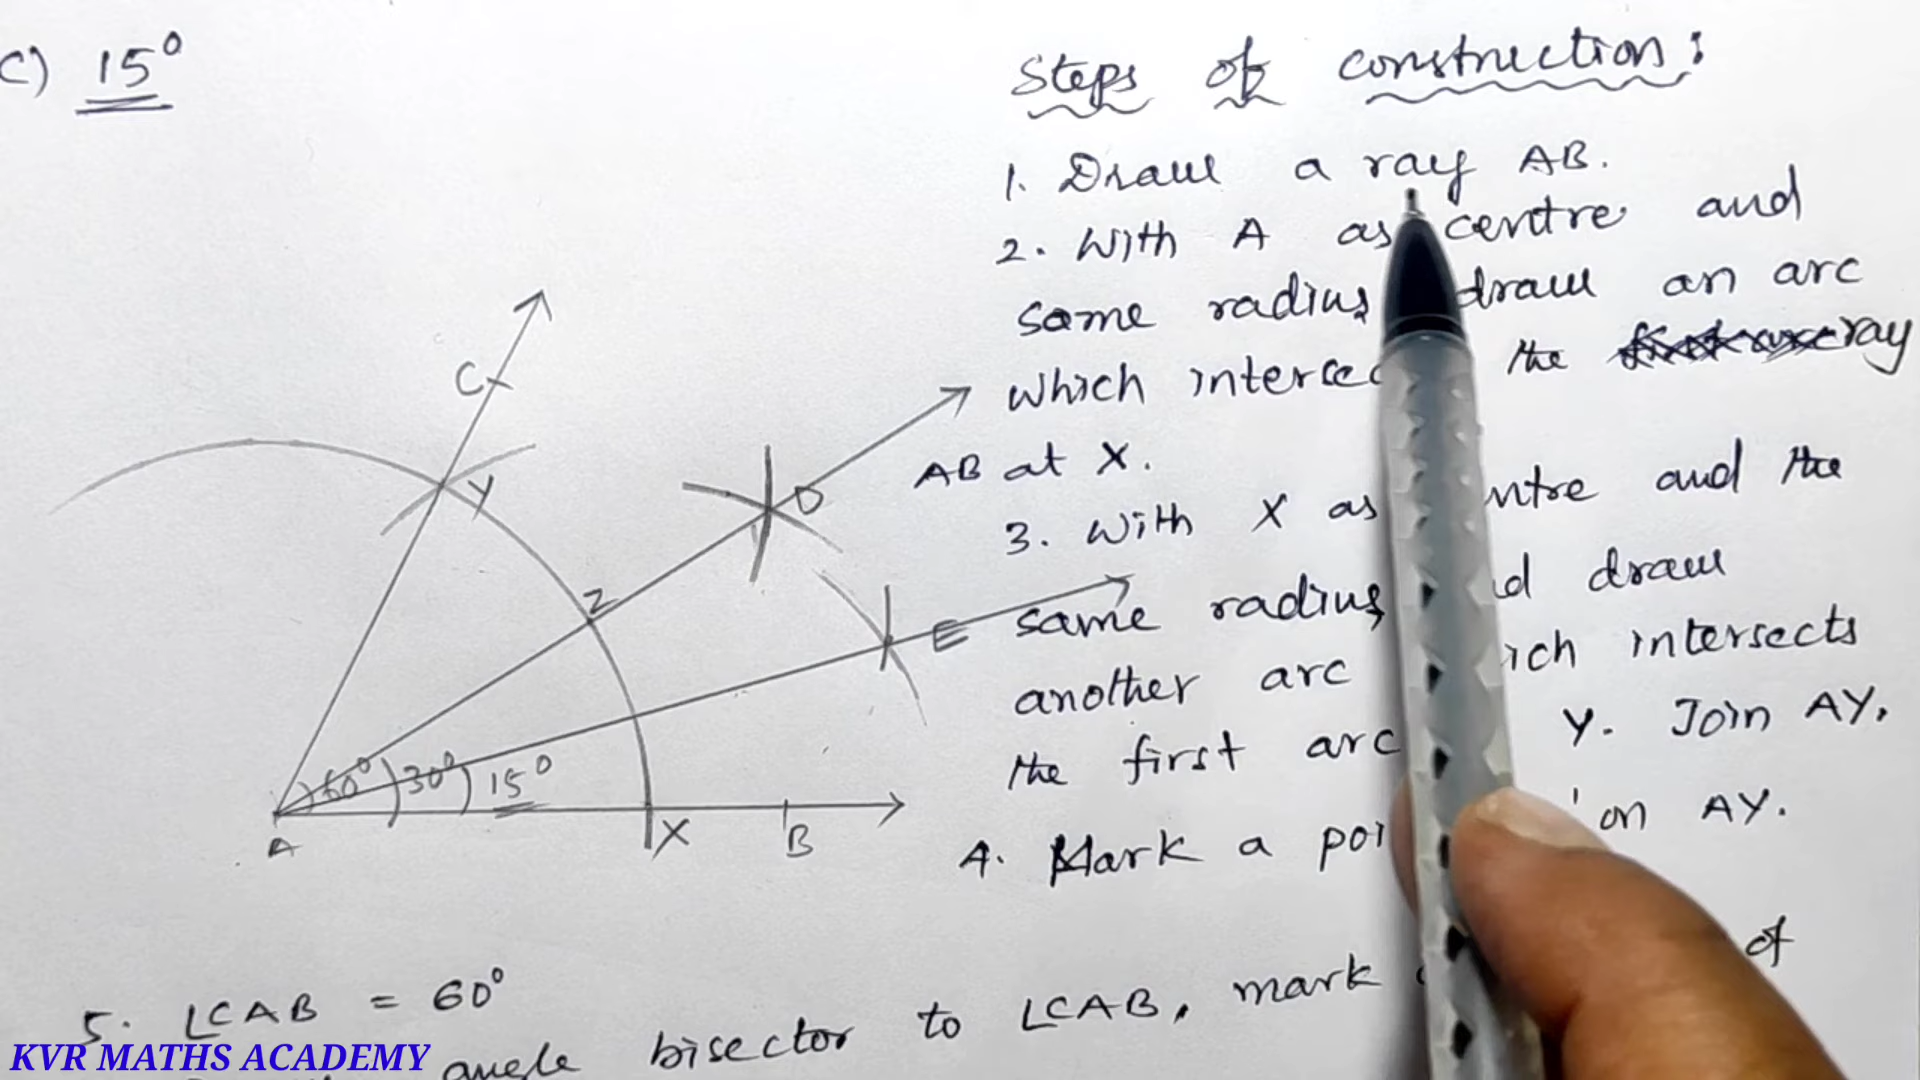 C) 15°
Steps of construction:
1. Draw a ray AB.
2. With A as centre and
same radius, draw an arc
which intersec the ray
AB at X.
3. With X as ntre and the
same radius, d draw
another arc ich intersects
the first arc Y. Join AY.
4. Mark a poi on AY.
C
Y
D
Z
E
60° 30° 15°
A X B
5. ∠CAB = 60°
angle bisector to ∠CAB, mark of
KVR MATHS ACADEMY